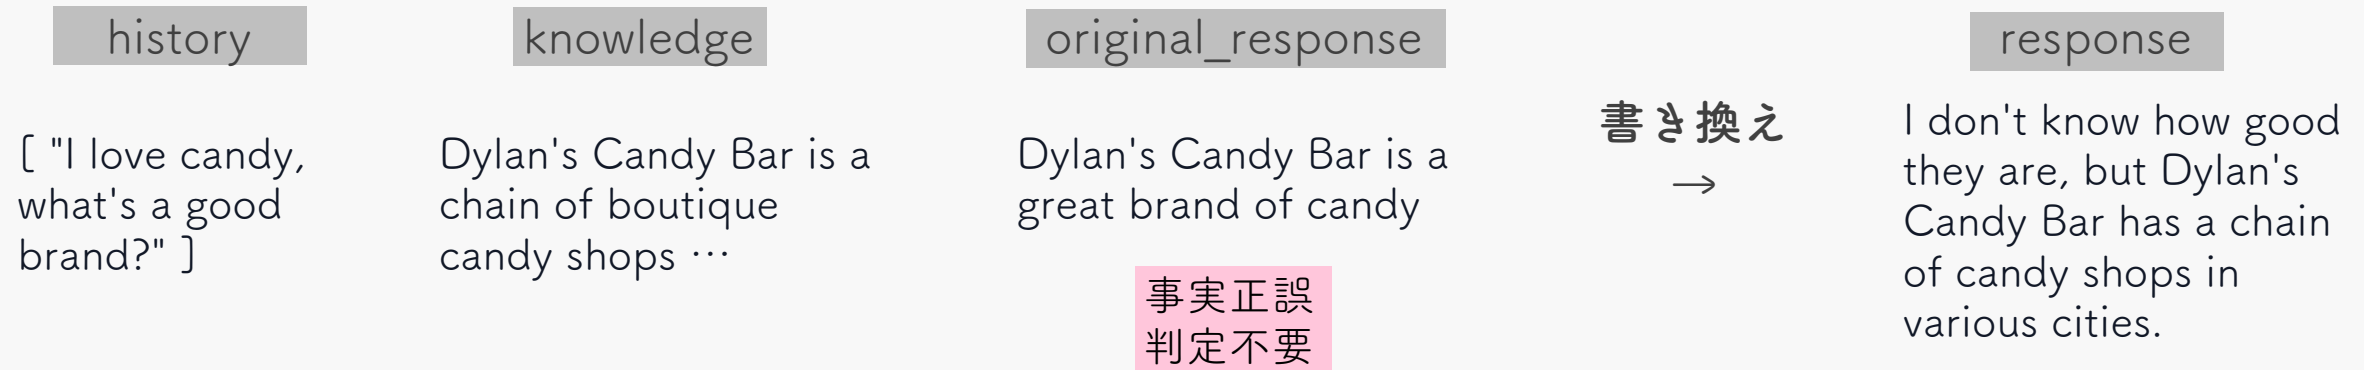 history
[ "I love candy,
what's a good
brand?" ]
knowledge
Dylan's Candy Bar is a
chain of boutique
candy shops …
original_response
Dylan's Candy Bar is a
great brand of candy
事実正誤
判定不要
書き換え
→
response
I don't know how good
they are, but Dylan's
Candy Bar has a chain
of candy shops in
various cities.